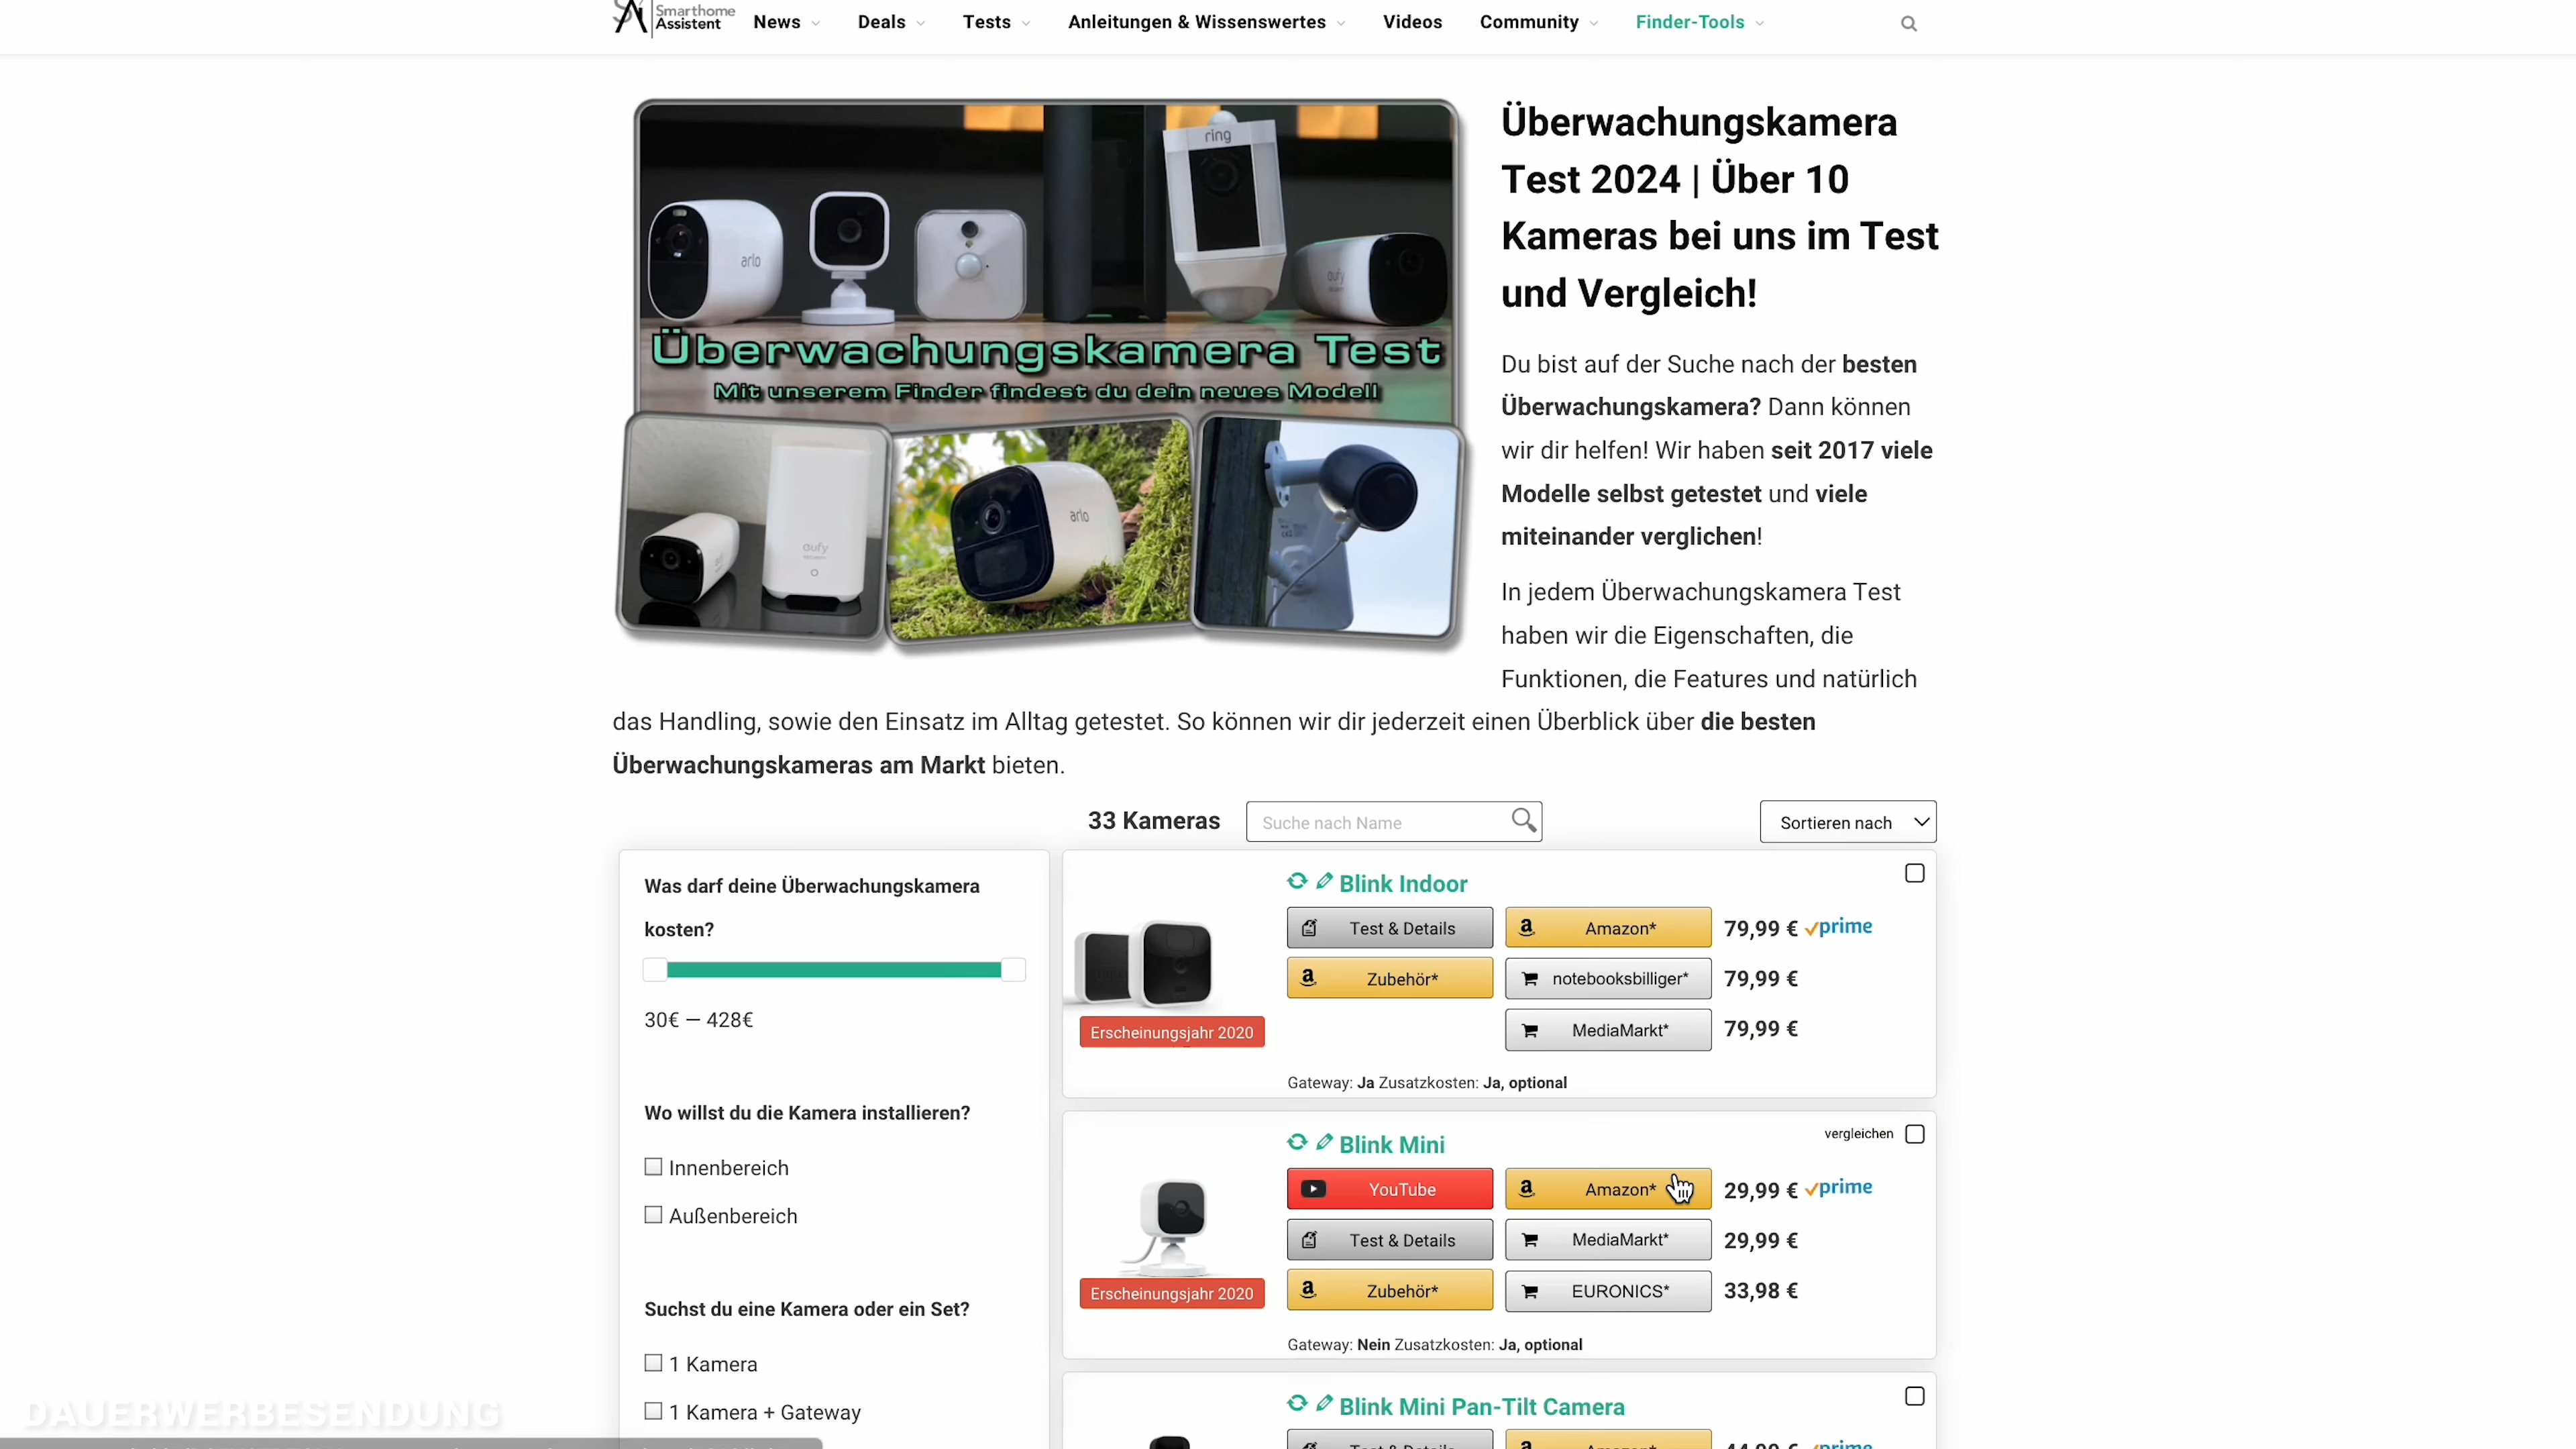 Smarthome
Assistent
News
Deals
Tests
Anleitungen & Wissenswertes
Videos
Community
Finder-Tools
ring
arlo
eufy
Überwachungskamera Test
Mit unserem Finder findest du dein neues Modell
eufy
arlo
Überwachungskamera
Test 2024 | Über 10
Kameras bei uns im Test
und Vergleich!
Du bist auf der Suche nach der besten
Überwachungskamera? Dann können
wir dir helfen! Wir haben seit 2017 viele
Modelle selbst getestet und viele
miteinander verglichen!
In jedem Überwachungskamera Test
haben wir die Eigenschaften, die
Funktionen, die Features und natürlich
das Handling, sowie den Einsatz im Alltag getestet. So können wir dir jederzeit einen Überblick über die besten
Überwachungskameras am Markt bieten.
33 Kameras
Suche nach Name
Sortieren nach
Was darf deine Überwachungskamera
kosten?
30€ — 428€
Wo willst du die Kamera installieren?
Innenbereich
Außenbereich
Suchst du eine Kamera oder ein Set?
1 Kamera
1 Kamera + Gateway
Blink Indoor
Test & Details
Amazon*
79,99 € prime
Zubehör*
notebooksbilliger*
79,99 €
MediaMarkt*
79,99 €
Erscheinungsjahr 2020
Gateway: Ja Zusatzkosten: Ja, optional
Blink Mini
vergleichen
YouTube
Amazon*
29,99 € prime
Test & Details
MediaMarkt*
29,99 €
Zubehör*
EURONICS*
33,98 €
Erscheinungsjahr 2020
Gateway: Nein Zusatzkosten: Ja, optional
Blink Mini Pan-Tilt Camera
DAUERWERBESENDUNG